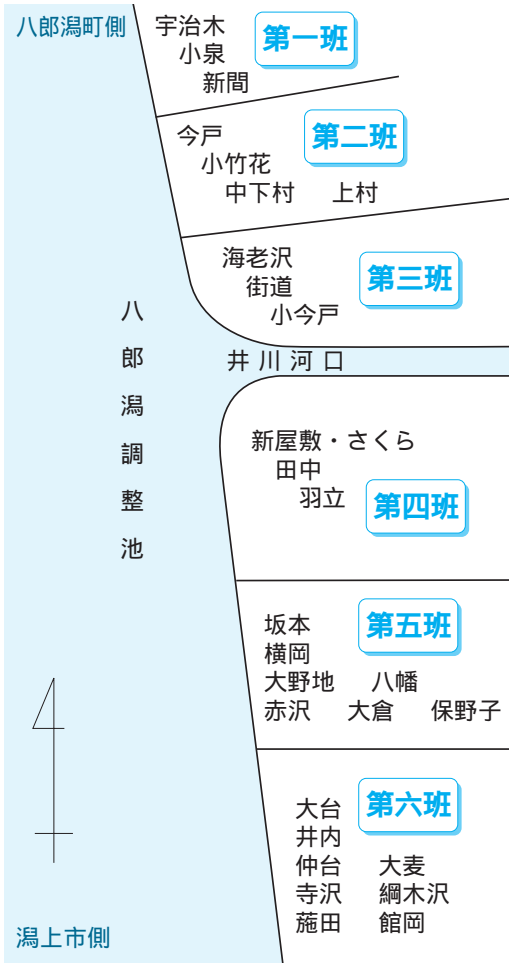 八郎潟町側
宇治木
小泉
新間
第一班
今戸
小竹花
中下村 上村
第二班
海老沢
街道
小今戸
第三班
八郎潟調整池
井川河口
新屋敷・さくら
田中
羽立
第四班
坂本
横岡
大野地 八幡
赤沢 大倉 保野子
第五班
大台
井内
仲台 大麦
寺沢 綱木沢
葹田 館岡
第六班
潟上市側